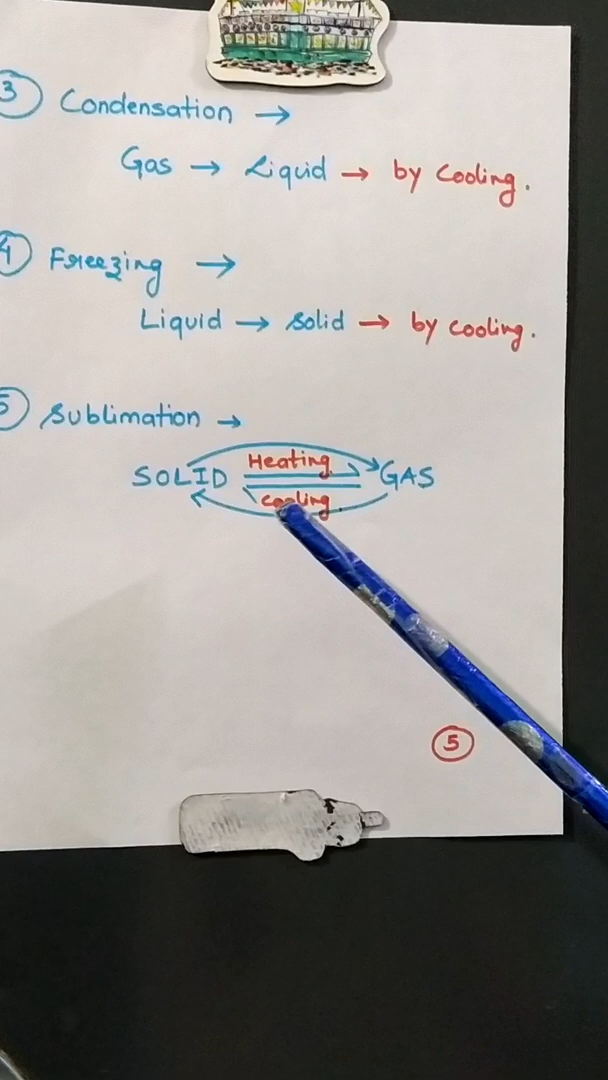 3 Condensation →
Gas → Liquid → by Cooling.
4 Freezing →
Liquid → Solid → by cooling.
5 Sublimation →
Heating
SOLID GAS
cooling.
5